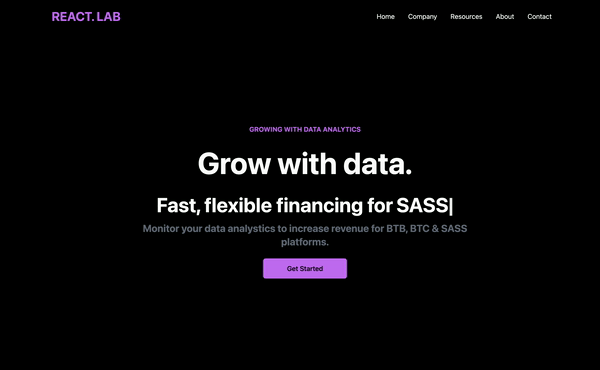 REACT. LAB
Home Company Resources About Contact
GROWING WITH DATA ANALYTICS
Grow with data.
Fast, flexible financing for SASS|
Monitor your data analystics to increase revenue for BTB, BTC & SASS
platforms.
Get Started